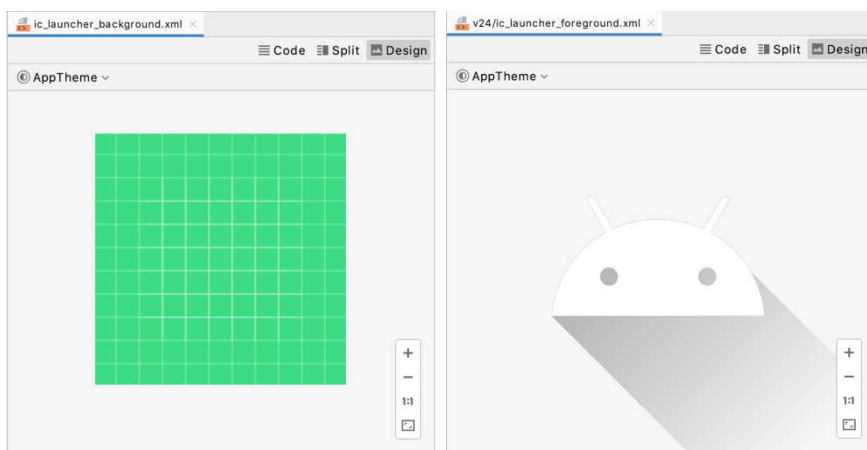 ic_launcher_background.xml
Code Split Design
AppTheme
1:1
v24/ic_launcher_foreground.xml
Code Split Design
AppTheme
1:1